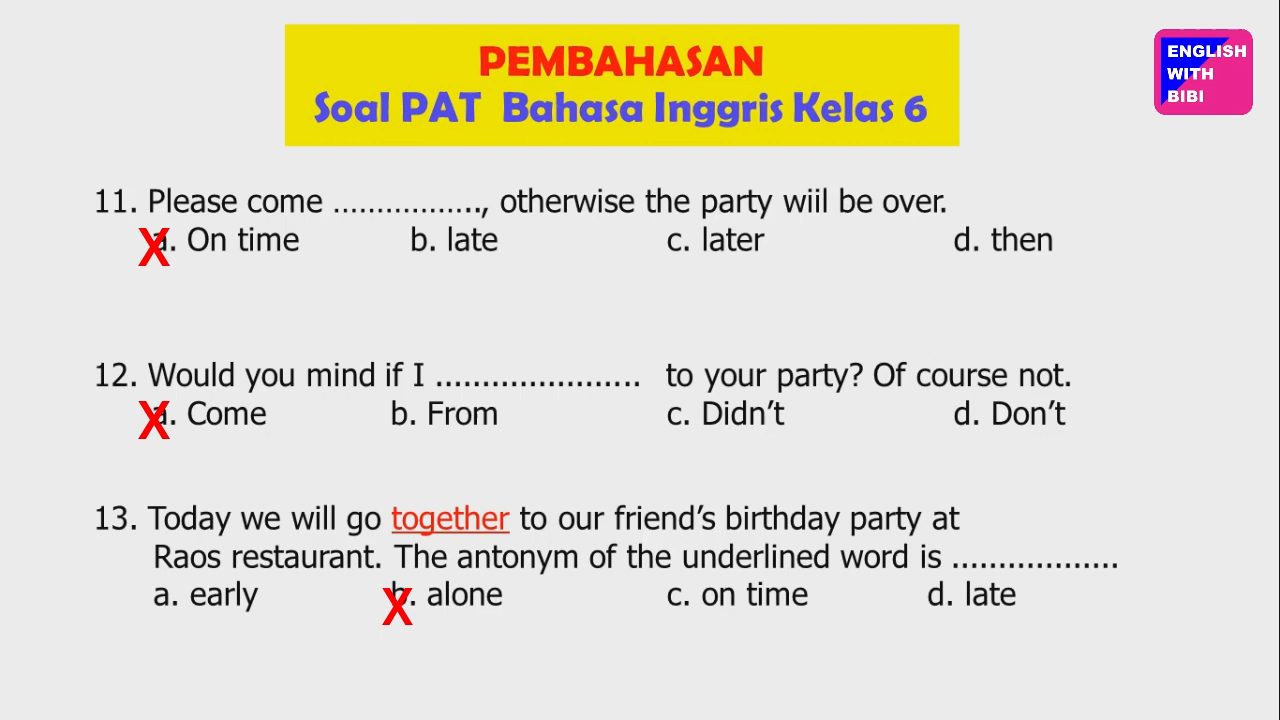 PEMBAHASAN
Soal PAT Bahasa Inggris Kelas 6
ENGLISH
WITH
BIBI
11. Please come ................., otherwise the party wiil be over.
X a. On time b. late c. later d. then
12. Would you mind if I ...................... to your party? Of course not.
X a. Come b. From c. Didn't d. Don't
13. Today we will go together to our friend's birthday party at
Raos restaurant. The antonym of the underlined word is ..................
a. early X b. alone c. on time d. late